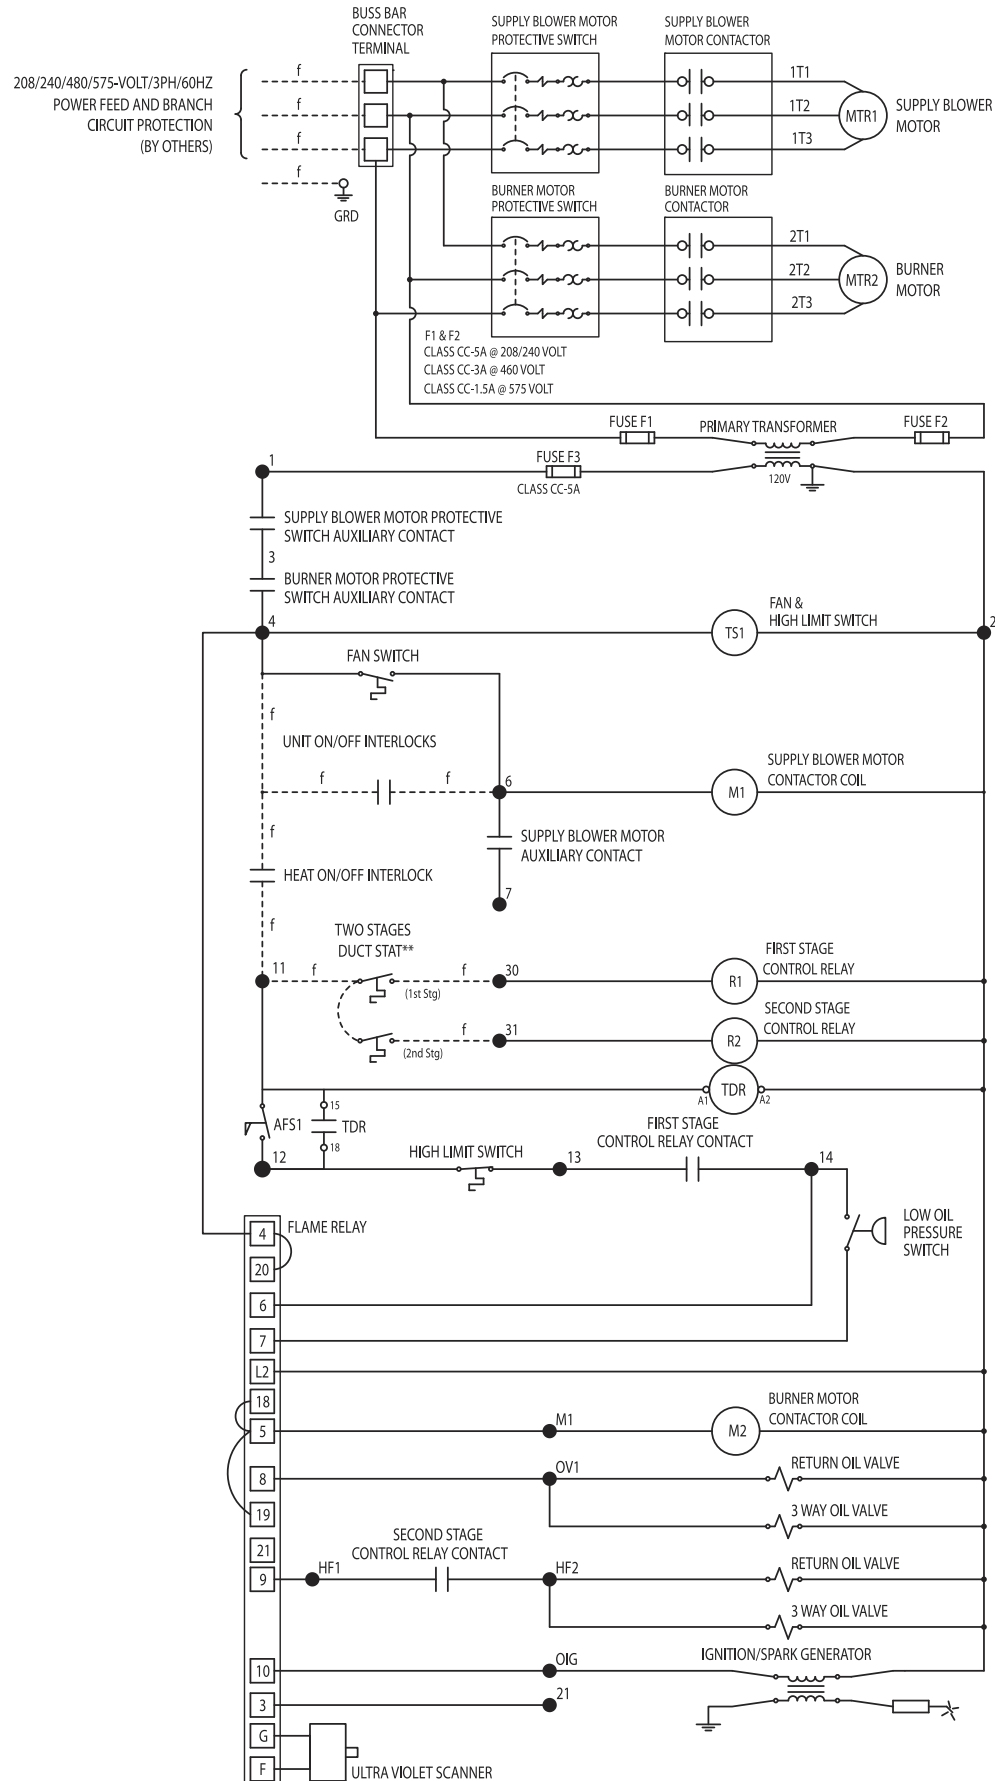 BUSS BAR
CONNECTOR
TERMINAL
SUPPLY BLOWER MOTOR
PROTECTIVE SWITCH
SUPPLY BLOWER
MOTOR CONTACTOR
208/240/480/575-VOLT/3PH/60HZ
POWER FEED AND BRANCH
CIRCUIT PROTECTION
(BY OTHERS)
f
f
f
f
GRD
1T1
1T2
1T3
MTR1
SUPPLY BLOWER
MOTOR
BURNER MOTOR
PROTECTIVE SWITCH
BURNER MOTOR
CONTACTOR
2T1
2T2
2T3
MTR2
BURNER
MOTOR
F1 & F2
CLASS CC-5A @ 208/240 VOLT
CLASS CC-3A @ 460 VOLT
CLASS CC-1.5A @ 575 VOLT
FUSE F1
PRIMARY TRANSFORMER
FUSE F2
1
FUSE F3
CLASS CC-5A
120V
SUPPLY BLOWER MOTOR PROTECTIVE
SWITCH AUXILIARY CONTACT
3
BURNER MOTOR PROTECTIVE
SWITCH AUXILIARY CONTACT
4
TS1
FAN &
HIGH LIMIT SWITCH
2
FAN SWITCH
f
UNIT ON/OFF INTERLOCKS
f
f
6
M1
SUPPLY BLOWER MOTOR
CONTACTOR COIL
f
SUPPLY BLOWER MOTOR
AUXILIARY CONTACT
HEAT ON/OFF INTERLOCK
7
f
TWO STAGES
DUCT STAT**
11
f
(1st Stg)
f
30
R1
FIRST STAGE
CONTROL RELAY
(2nd Stg)
f
31
R2
SECOND STAGE
CONTROL RELAY
A1
TDR
A2
AFS1
15
TDR
18
12
HIGH LIMIT SWITCH
13
FIRST STAGE
CONTROL RELAY CONTACT
14
LOW OIL
PRESSURE
SWITCH
4
FLAME RELAY
20
6
7
L2
18
5
M1
M2
BURNER MOTOR
CONTACTOR COIL
8
OV1
RETURN OIL VALVE
19
3 WAY OIL VALVE
21
SECOND STAGE
CONTROL RELAY CONTACT
9
HF1
HF2
RETURN OIL VALVE
3 WAY OIL VALVE
10
OIG
IGNITION/SPARK GENERATOR
3
21
G
F
ULTRA VIOLET SCANNER